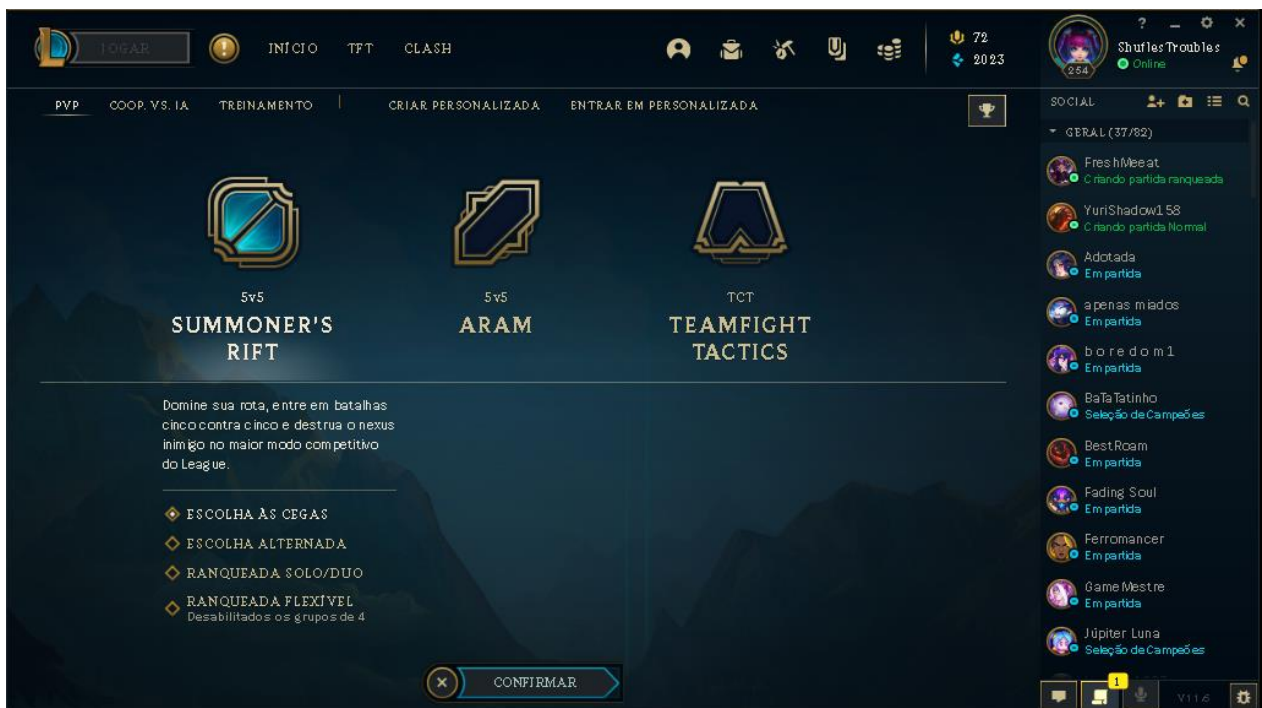 JOGAR
INÍCIO TFT CLASH
72
2023
254
?
Shufles Troubles
Online
PVP COOP. VS. IA TREINAMENTO CRIAR PERSONALIZADA ENTRAR EM PERSONALIZADA
5v5
SUMMONER'S
RIFT
5v5
ARAM
TCT
TEAMFIGHT
TACTICS
Domine sua rota, entre em batalhas
cinco contra cinco e destrua o nexus
inimigo no maior modo competitivo
do League.
ESCOLHA ÀS CEGAS
ESCOLHA ALTERNADA
RANQUEADA SOLO/DUO
RANQUEADA FLEXÍVEL
Desabilitados os grupos de 4
CONFIRMAR
SOCIAL
GERAL (37/82)
FreshMeeat
Criando partida ranqueada
YuriShadow158
Criando partida Normal
Adotada
Em partida
apenas miados
Em partida
b o r e d o m 1
Em partida
BaTaTatinho
Seleção de Campeões
BestRoam
Em partida
Fading Soul
Em partida
Ferromancer
Em partida
Game Mestre
Em partida
Júpiter Luna
Seleção de Campeões
1
V11.6